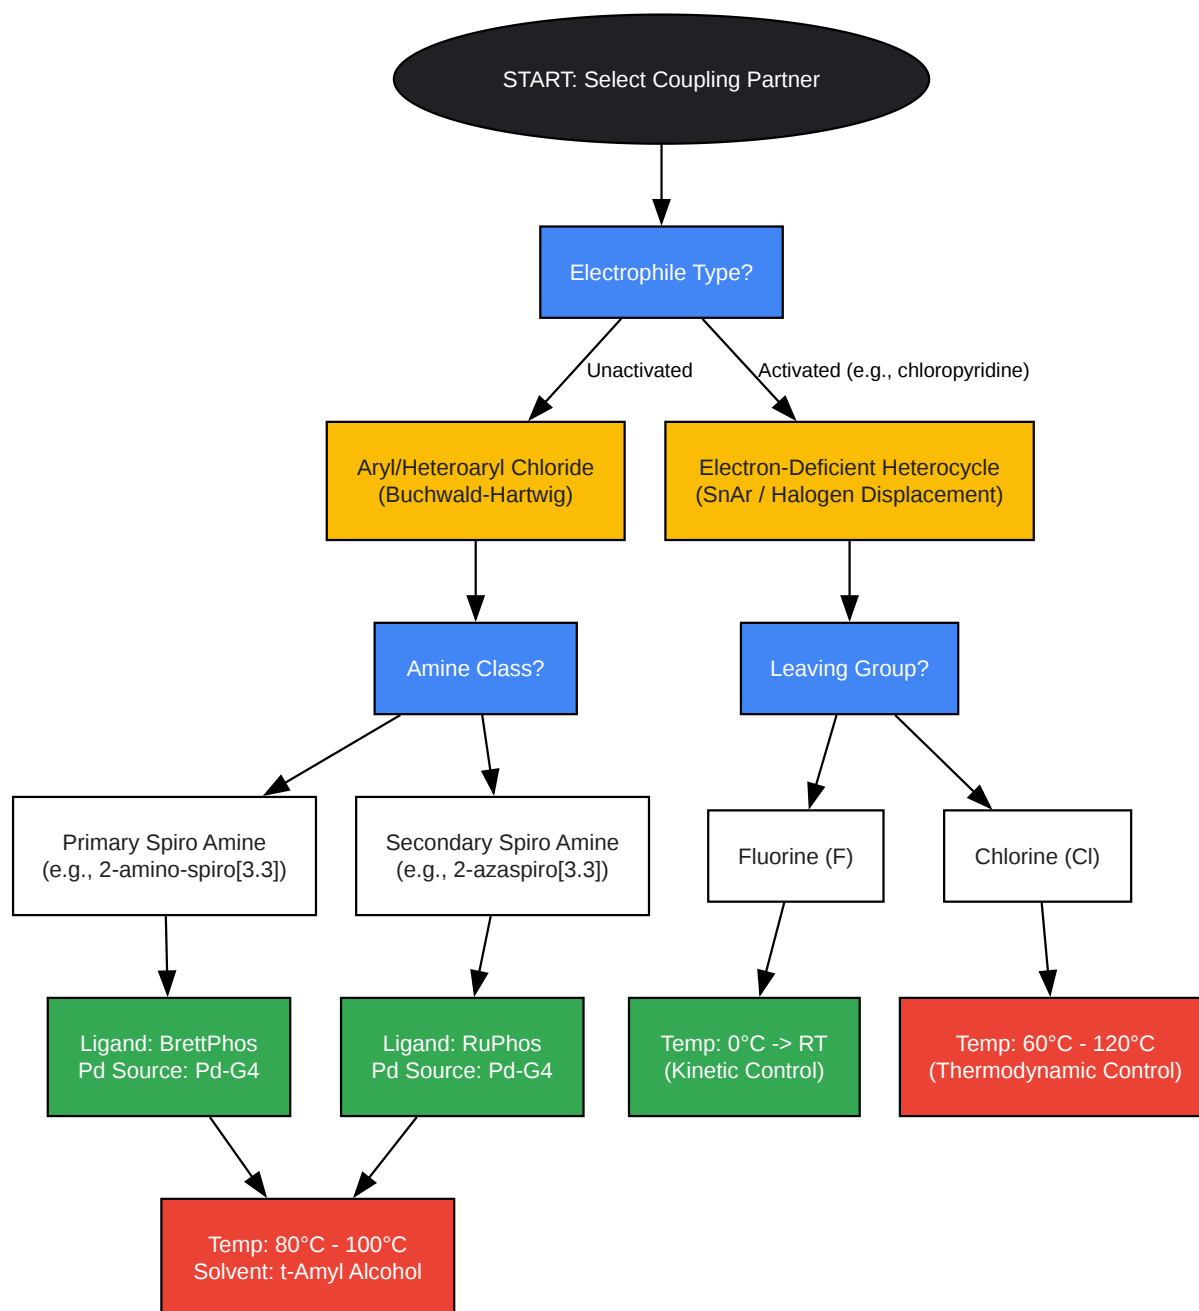 START: Select Coupling Partner
Electrophile Type?
Unactivated
Activated (e.g., chloropyridine)
Aryl/Heteroaryl Chloride
(Buchwald-Hartwig)
Electron-Deficient Heterocycle
(SnAr / Halogen Displacement)
Amine Class?
Leaving Group?
Primary Spiro Amine
(e.g., 2-amino-spiro[3.3])
Secondary Spiro Amine
(e.g., 2-azaspiro[3.3])
Fluorine (F)
Chlorine (Cl)
Ligand: BrettPhos
Pd Source: Pd-G4
Ligand: RuPhos
Pd Source: Pd-G4
Temp: 0°C -> RT
(Kinetic Control)
Temp: 60°C - 120°C
(Thermodynamic Control)
Temp: 80°C - 100°C
Solvent: t-Amyl Alcohol